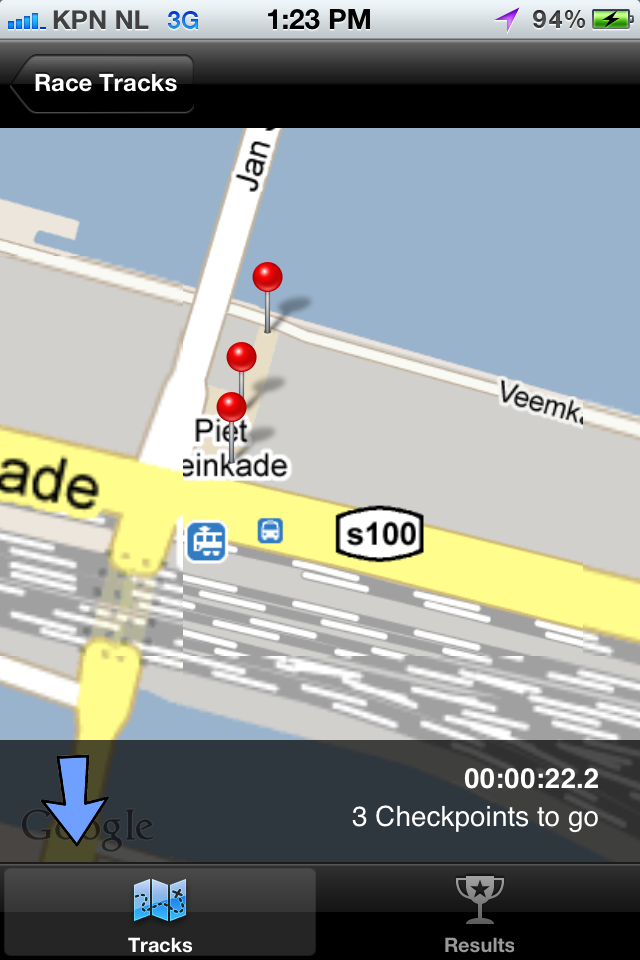 KPN NL 3G 1:23 PM 94%
Race Tracks
Jan
Veemk
Piet
einkade
ade
s100
00:00:22.2
3 Checkpoints to go
Google
Tracks
Results